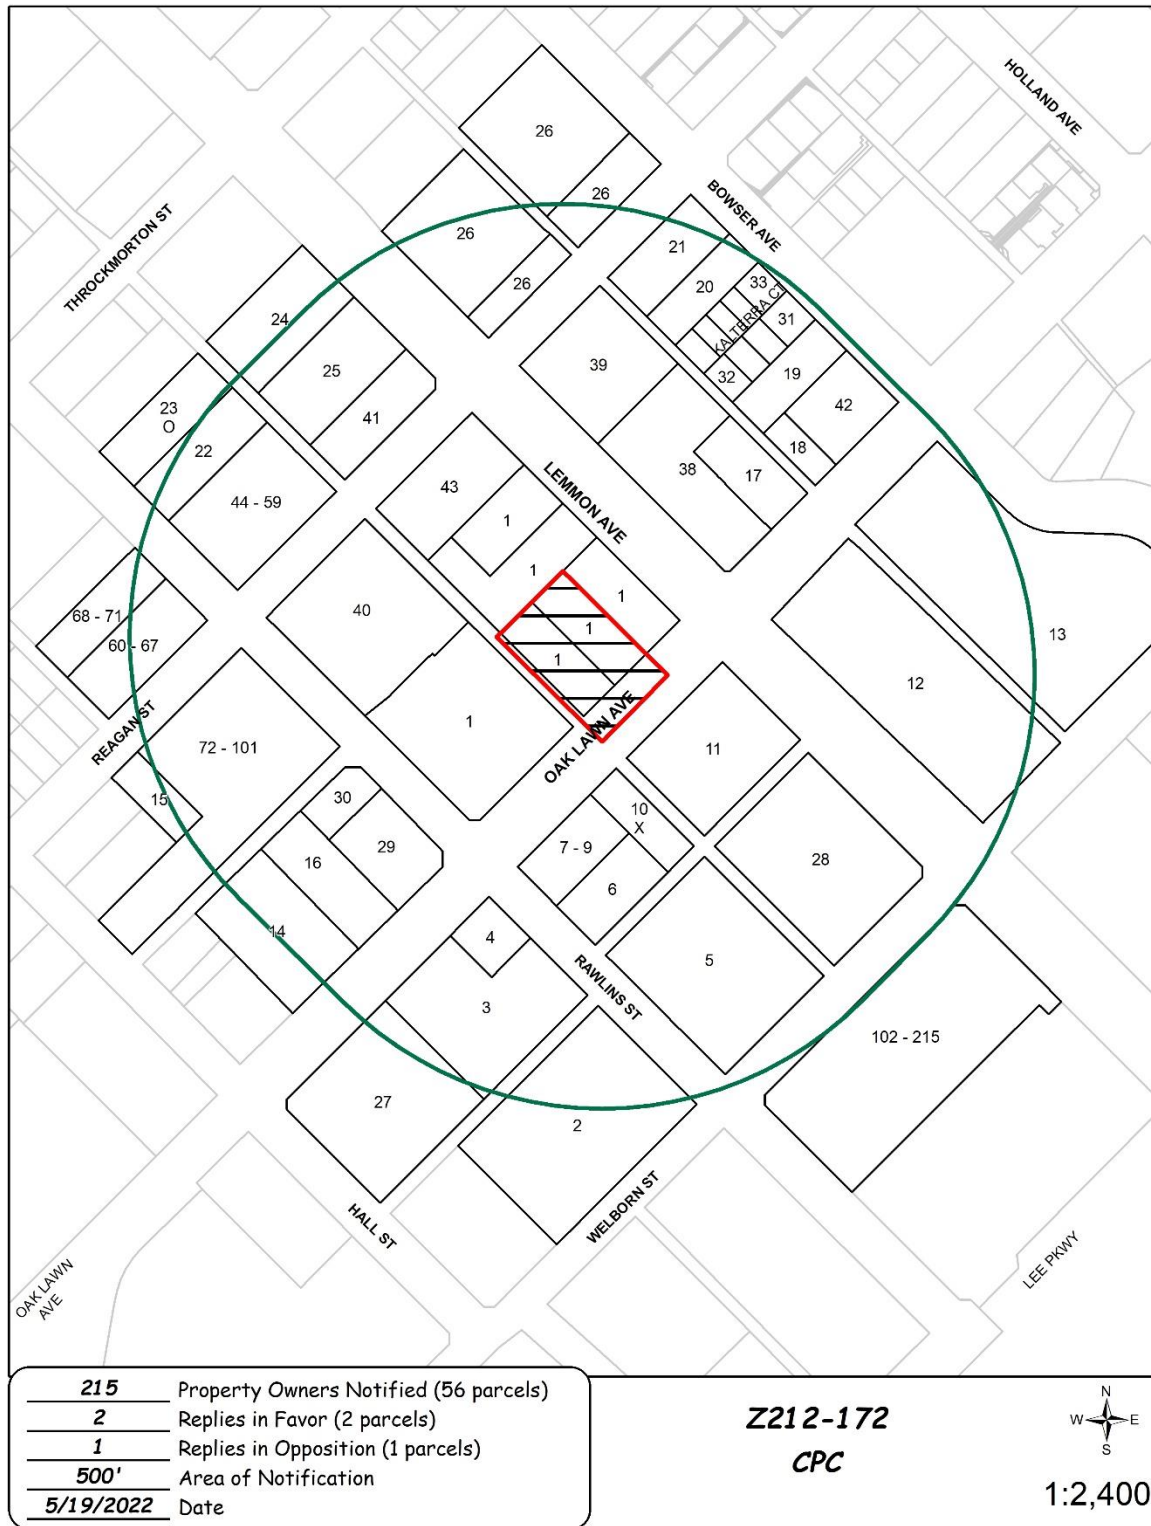 HOLLAND AVE
26
BOWSER AVE
26
THROCKMORTON ST
26
21
26
20
33
24
KALTERRA CT
31
25
39
19
32
23
O
41
42
22
18
LEMMON AVE
38
17
43
44 - 59
1
1
1
68 - 71
40
1
13
60 - 67
1
12
OAK LAWN AVE
REAGAN ST
72 - 101
1
11
15
30
10
X
29
7 - 9
28
16
6
14
4
5
RAWLINS ST
3
102 - 215
27
2
WELBORN ST
HALL ST
LEE PKWY
OAK LAWN
AVE
215 Property Owners Notified (56 parcels)
2 Replies in Favor (2 parcels)
1 Replies in Opposition (1 parcels)
500' Area of Notification
5/19/2022 Date
Z212-172
CPC
N
W E
S
1:2,400